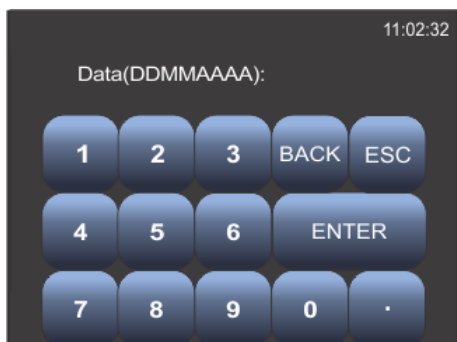 11:02:32
Data(DDMMAAAA):
1 2 3 BACK ESC
4 5 6 ENTER
7 8 9 0 .